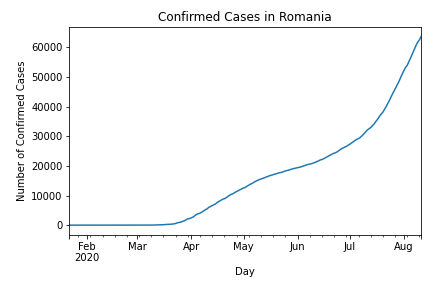 Confirmed Cases in Romania
Number of Confirmed Cases
60000
50000
40000
30000
20000
10000
0
Feb Mar Apr May Jun Jul Aug
2020
Day